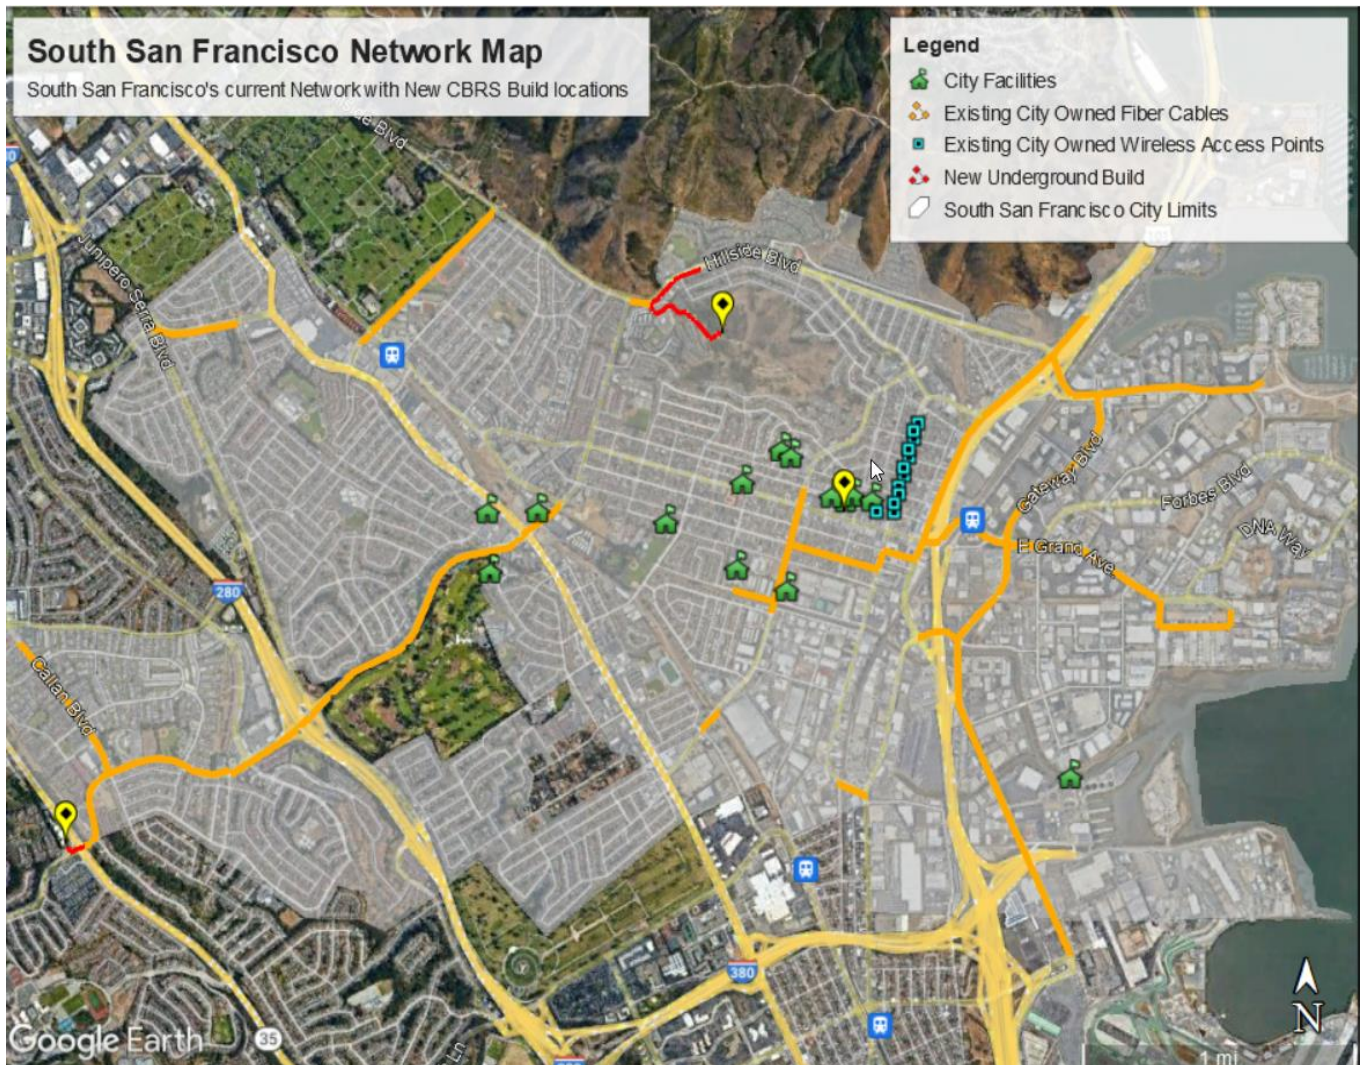 South San Francisco Network Map
South San Francisco's current Network with New CBRS Build locations
Legend
City Facilities
Existing City Owned Fiber Cables
Existing City Owned Wireless Access Points
New Underground Build
South San Francisco City Limits
Blvd
Junipero Serra Blvd
Hillside Blvd
Gateway Blvd
Forbes Blvd
DNA Way
E Grand Ave.
280
Callan Blvd
380
35
Ln
N
1 mi
Google Earth